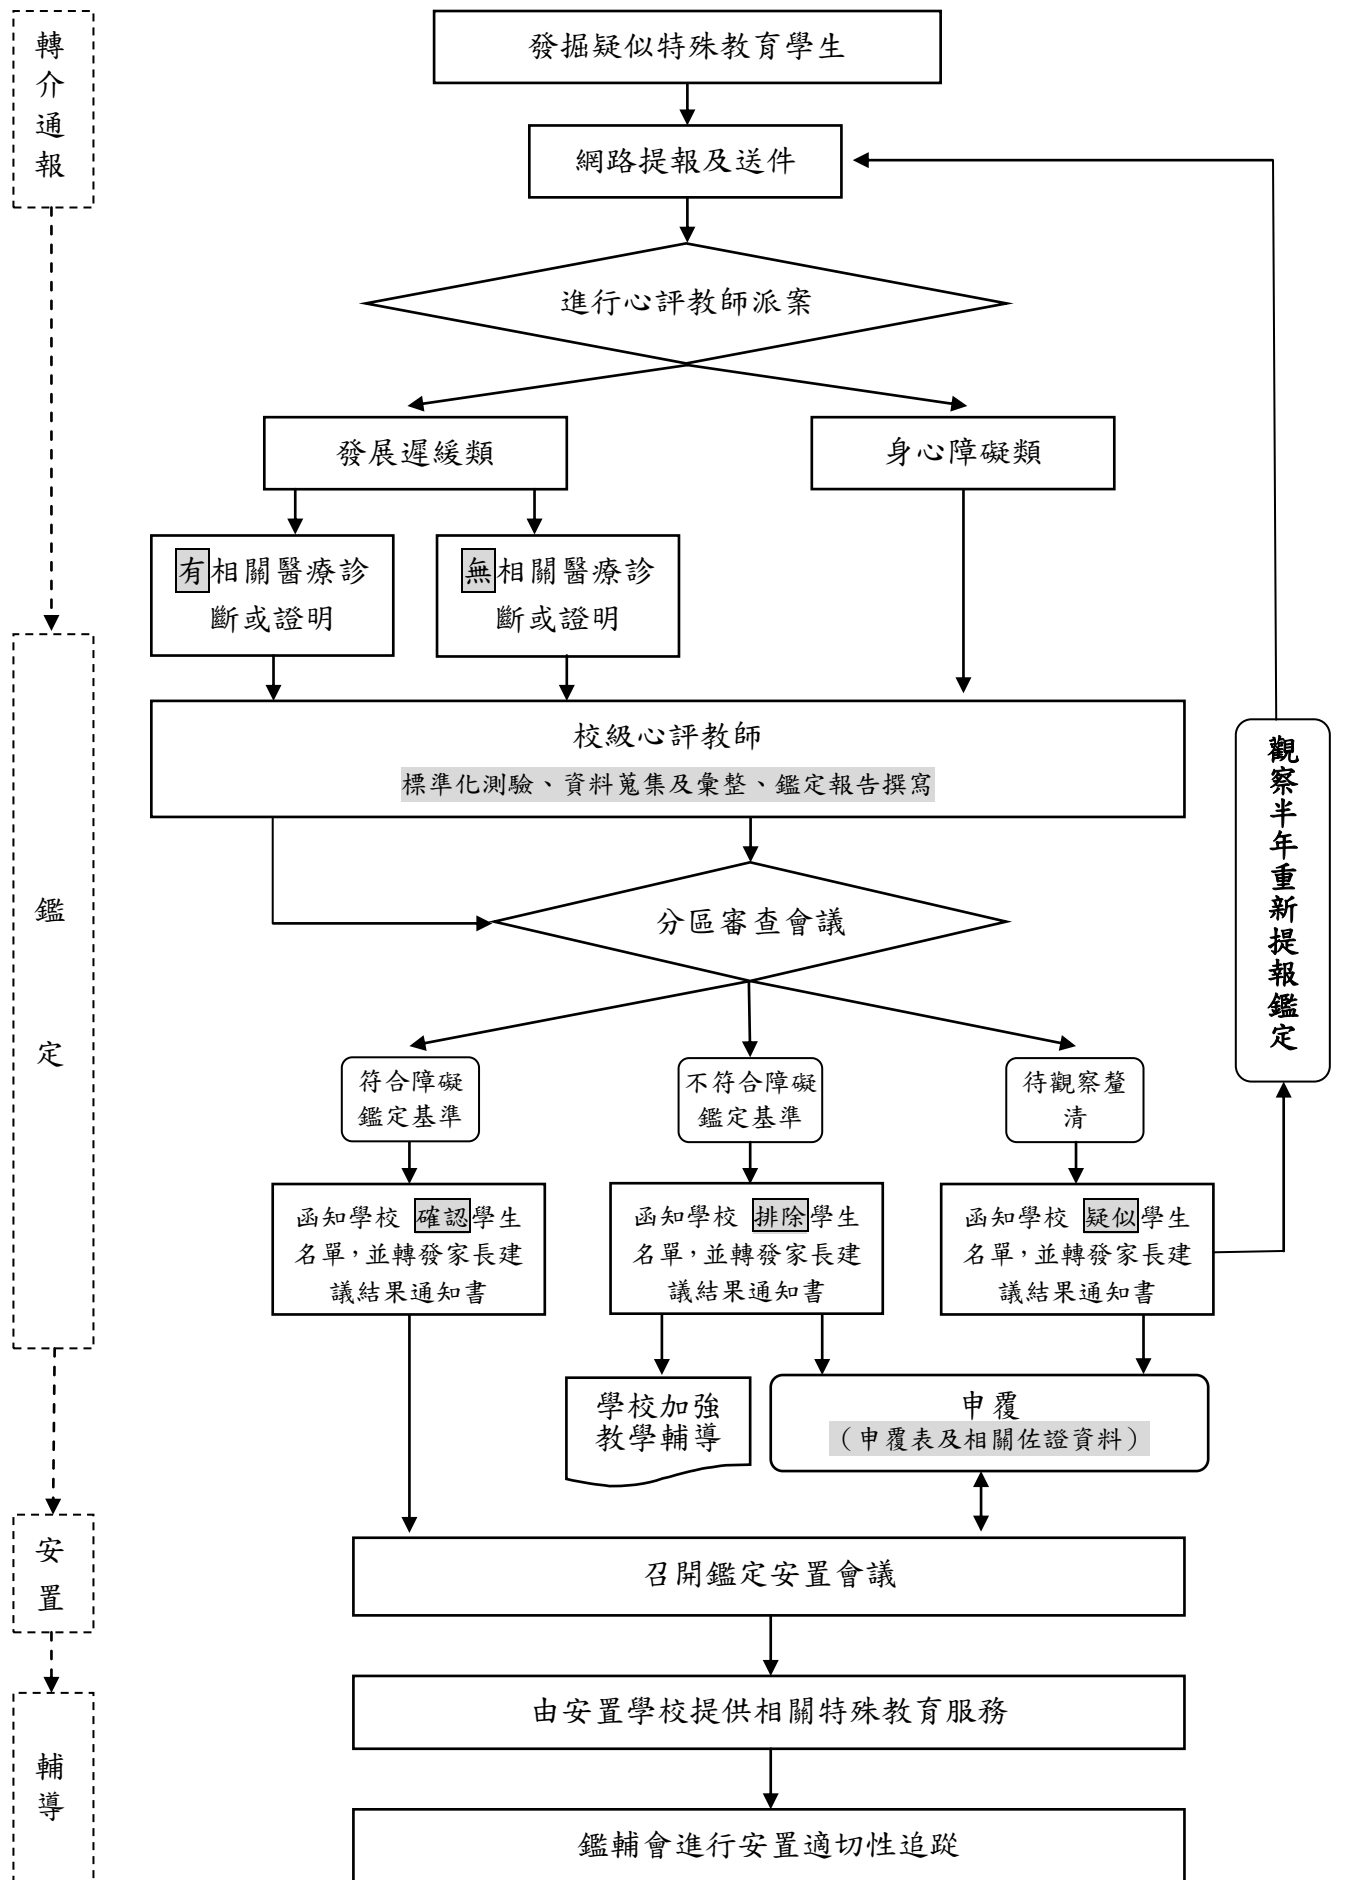 轉介通報
發掘疑似特殊教育學生
網路提報及送件
進行心評教師派案
發展遲緩類
身心障礙類
有相關醫療診
斷或證明
無相關醫療診
斷或證明
鑑定
校級心評教師
標準化測驗、資料蒐集及彙整、鑑定報告撰寫
觀察半年重新提報鑑定
分區審查會議
符合障礙
鑑定基準
不符合障礙
鑑定基準
待觀察釐
清
函知學校 確認學生
名單，並轉發家長建
議結果通知書
函知學校 排除學生
名單，並轉發家長建
議結果通知書
函知學校 疑似學生
名單，並轉發家長建
議結果通知書
學校加強
教學輔導
申覆
（申覆表及相關佐證資料）
安置
召開鑑定安置會議
輔導
由安置學校提供相關特殊教育服務
鑑輔會進行安置適切性追蹤